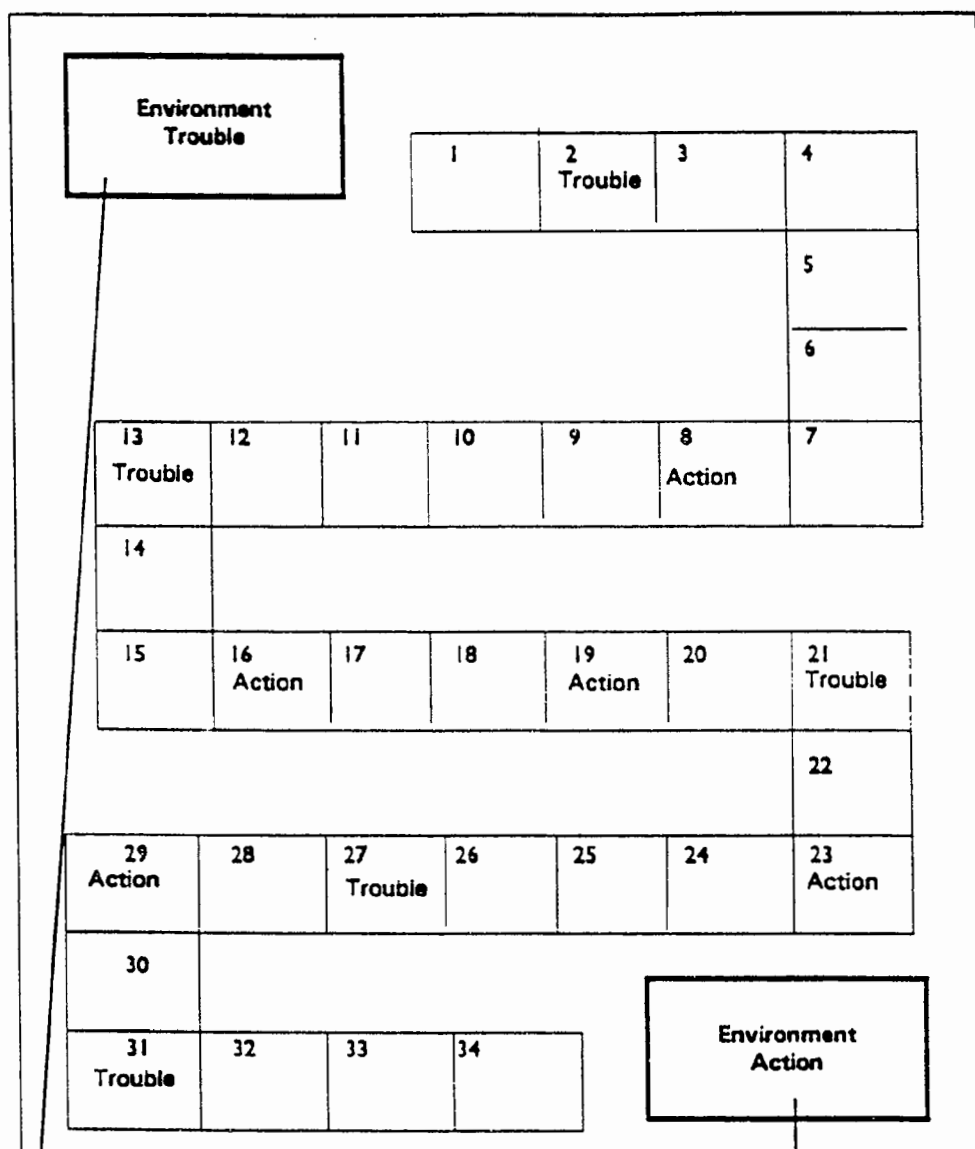 Environment
Trouble
1 2 3 4
Trouble
5
6
13 12 11 10 9 8 7
Trouble Action
14
15 16 17 18 19 20 21
Action Action Trouble
22
29 28 27 26 25 24 23
Action Trouble Action
30
31 32 33 34
Trouble
Environment
Action